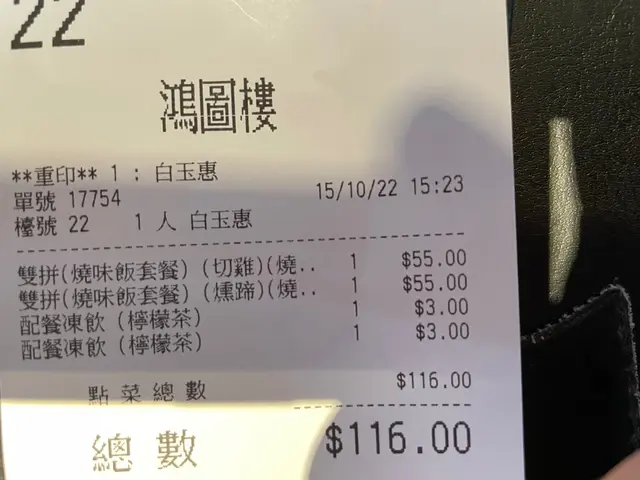 22
鴻圖樓
**重印** 1 : 白玉惠
單號 17754 15/10/22 15:23
檯號 22 1 人 白玉惠
雙拼(燒味飯套餐) (切雞)(燒.. 1 $55.00
雙拼(燒味飯套餐) (燻蹄)(燒.. 1 $55.00
配餐凍飲 (檸檬茶) 1 $3.00
配餐凍飲 (檸檬茶) 1 $3.00
點菜總數 $116.00
總數 $116.00